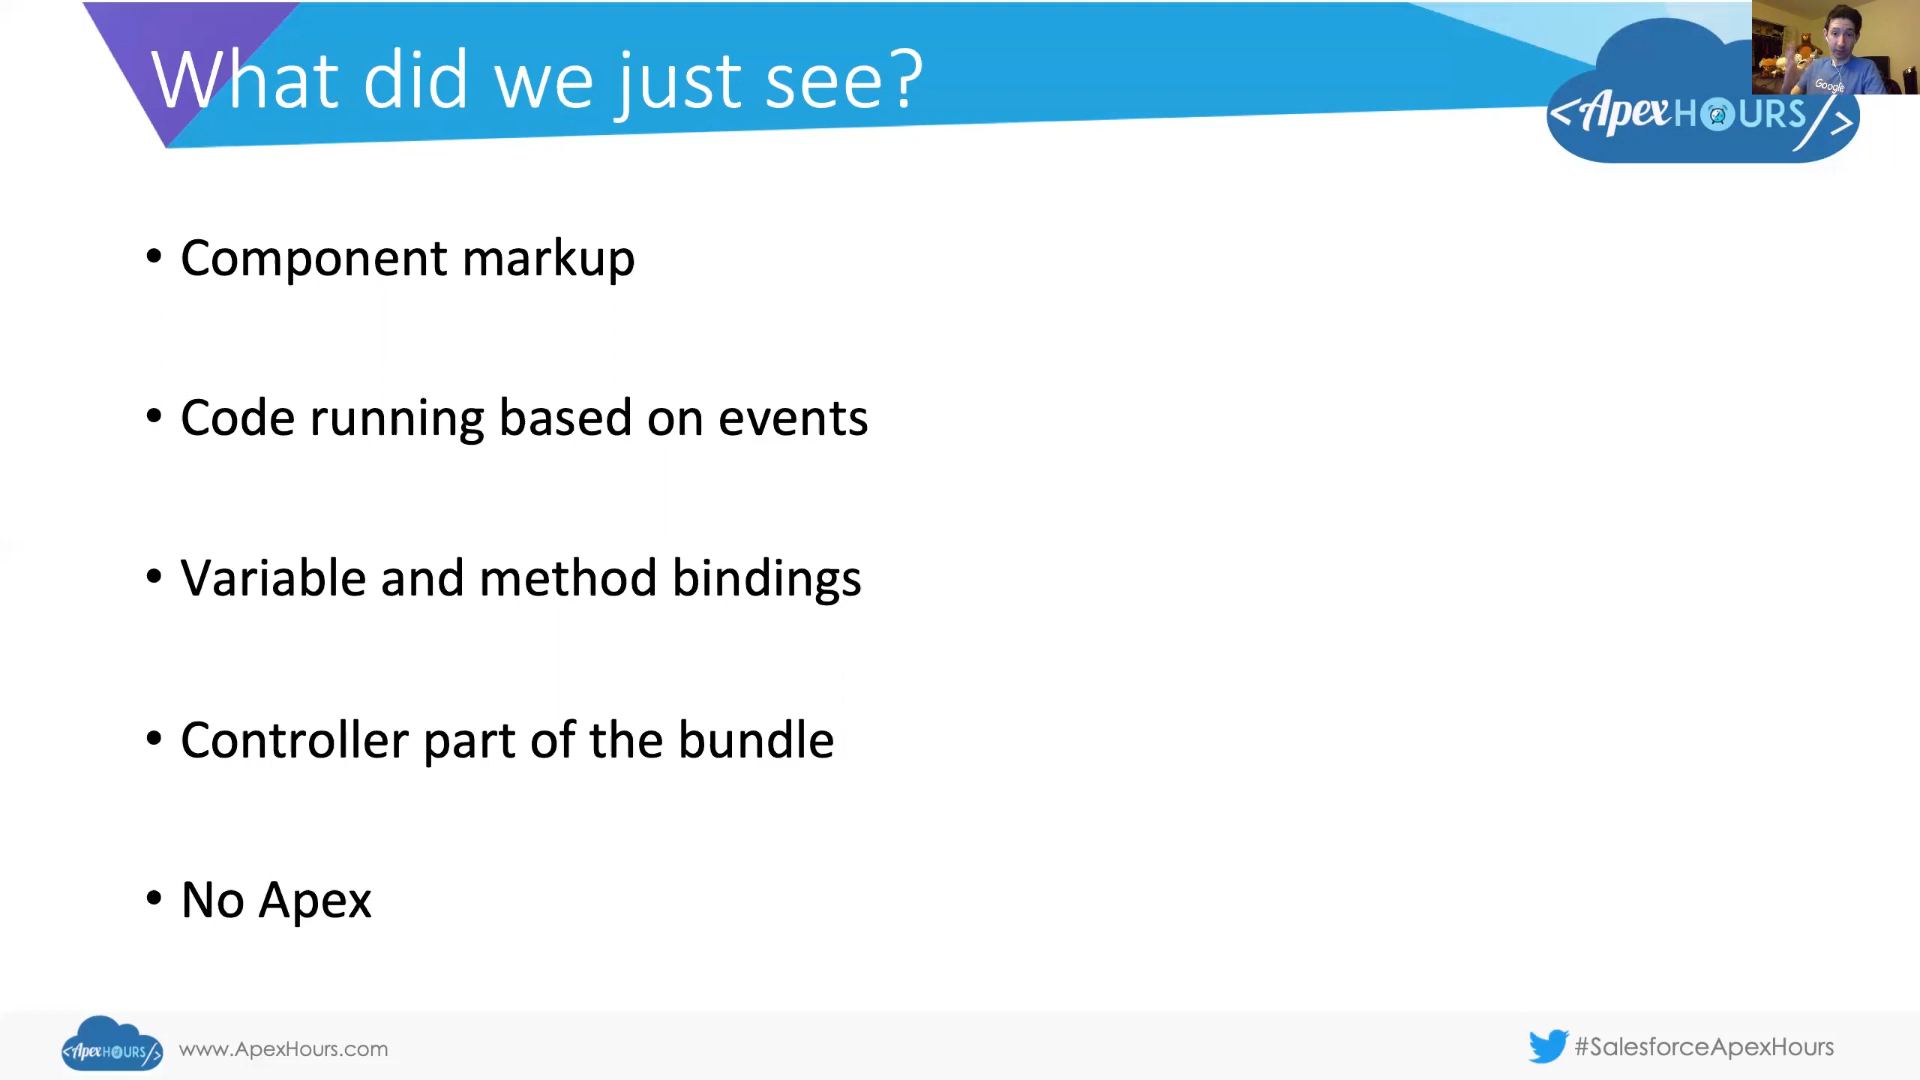 What did we just see?
Google
<ApexHOURS/>
• Component markup
• Code running based on events
• Variable and method bindings
• Controller part of the bundle
• No Apex
<ApexHOURS/>
www.ApexHours.com
#SalesforceApexHours